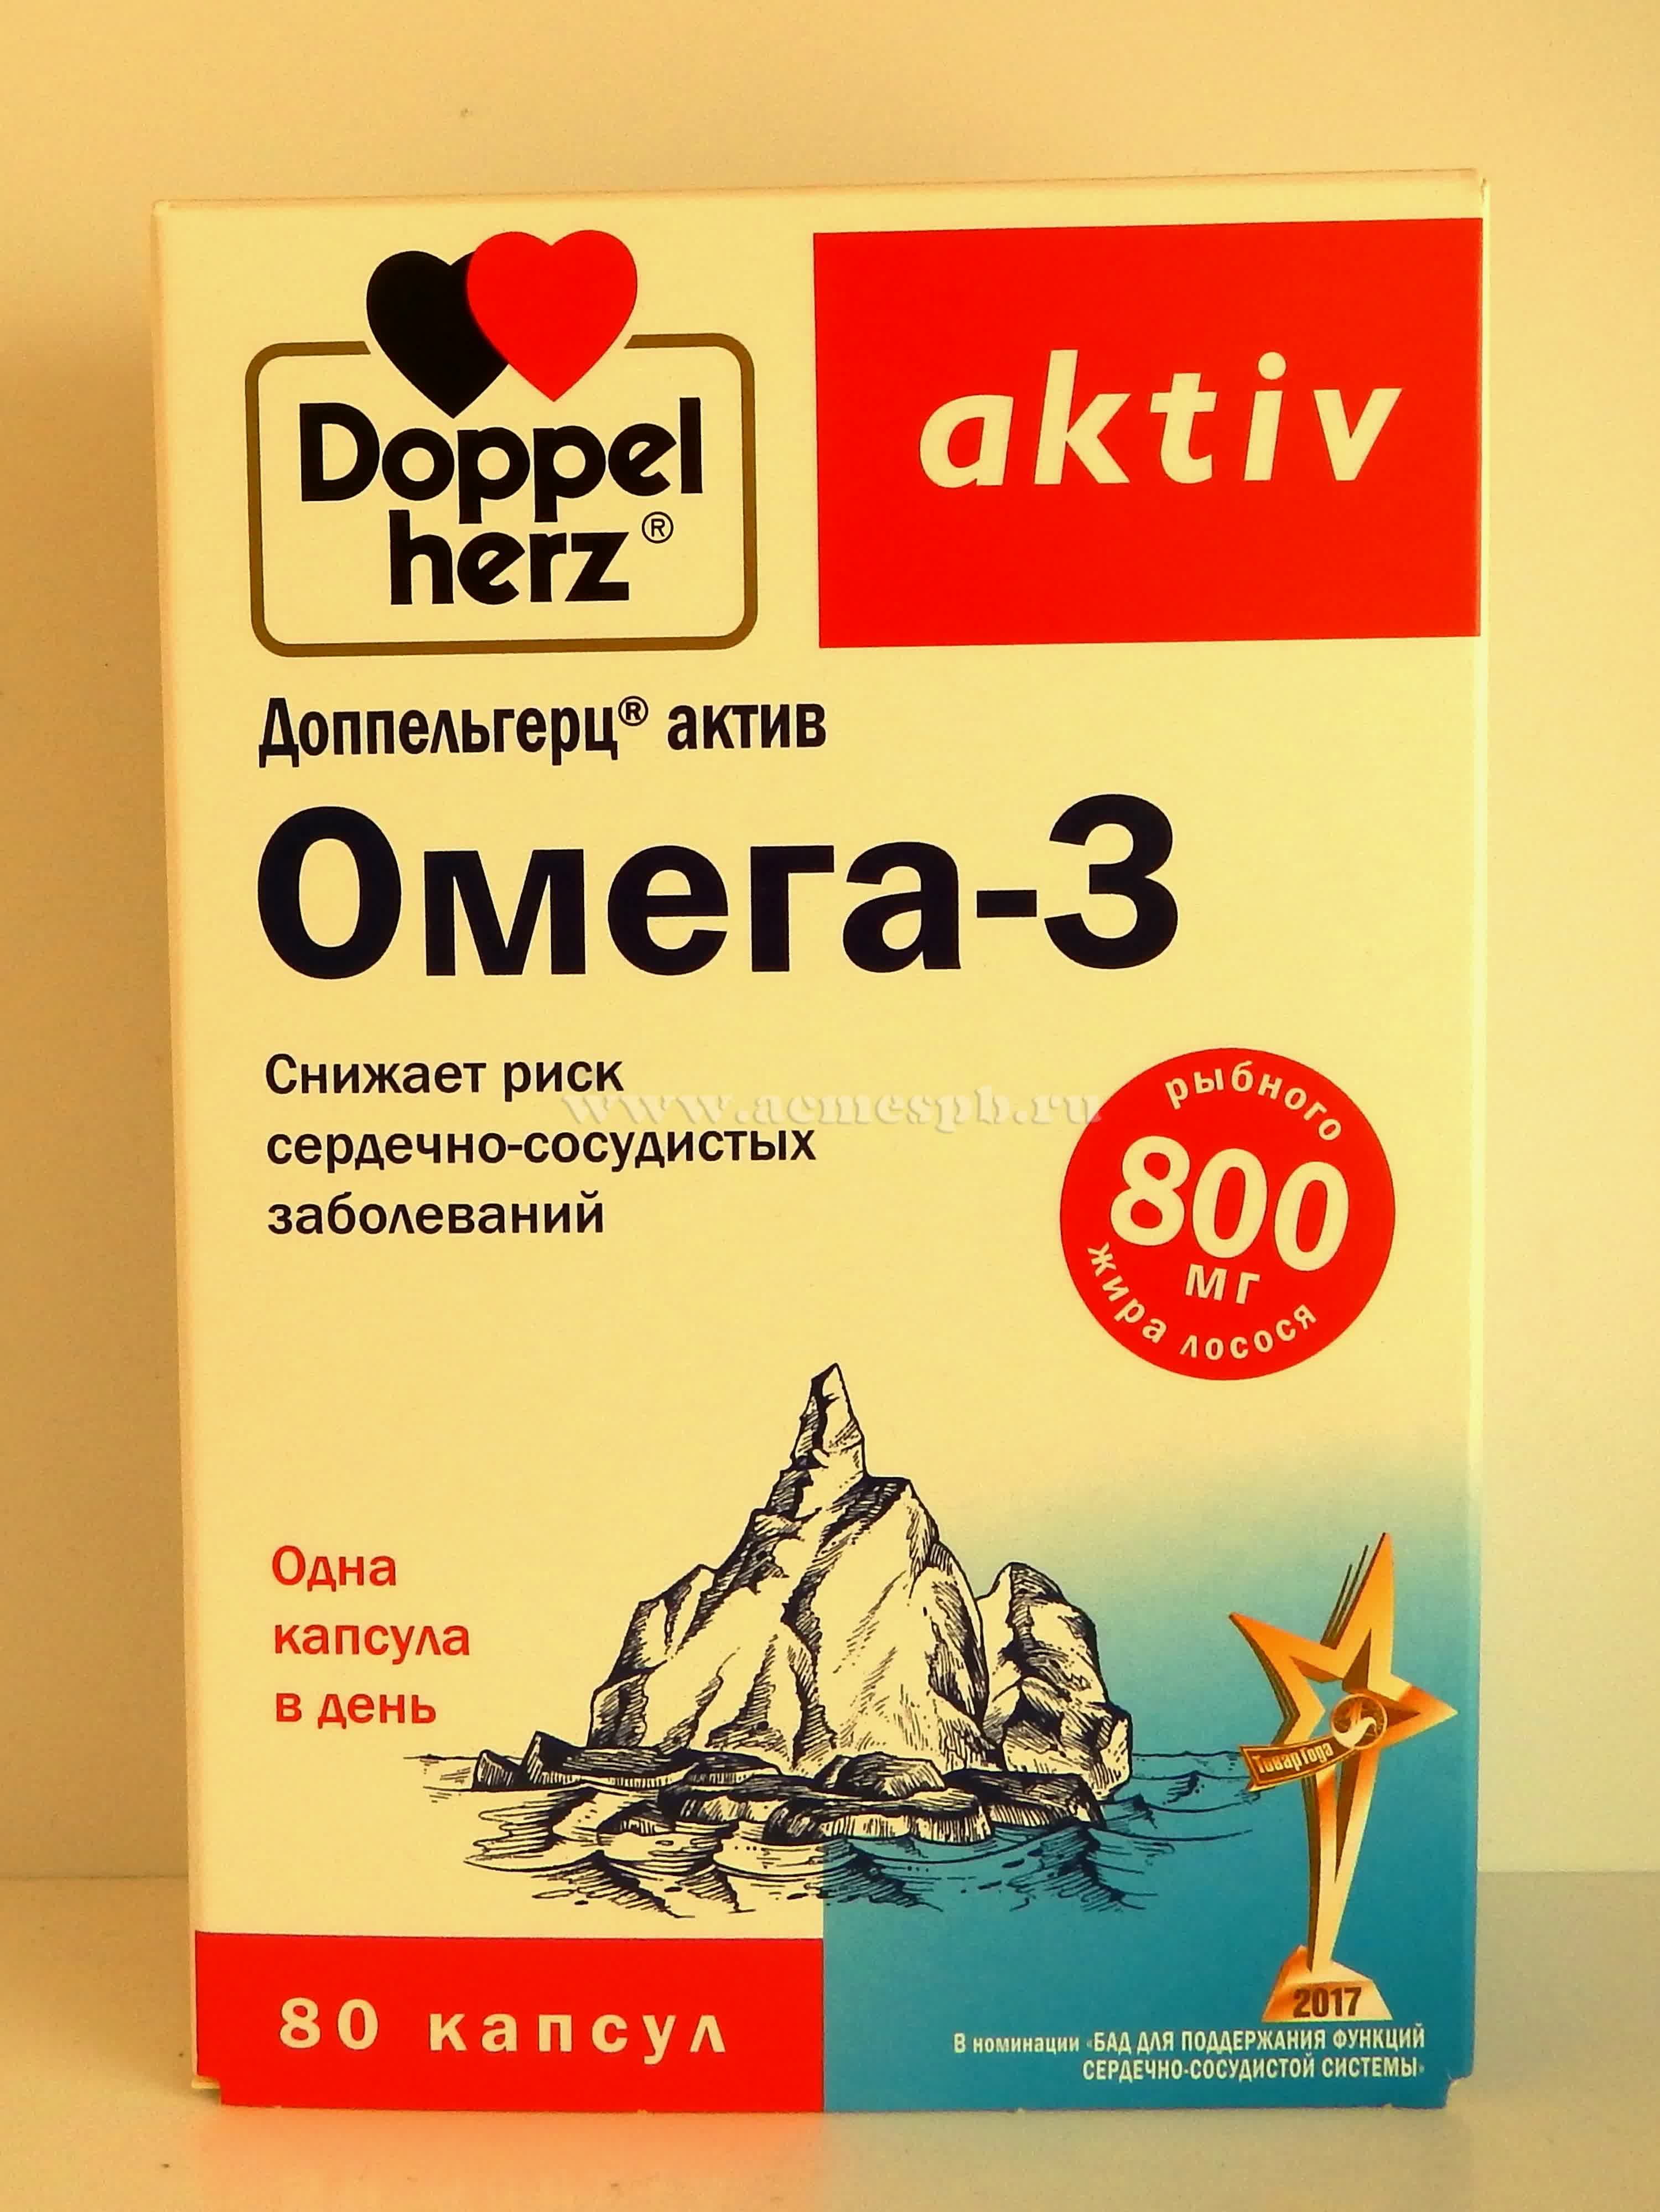 Doppel
herz®
aktiv
Доппельгерц® актив
Омега-3
Снижает риск
сердечно-сосудистых
заболеваний
www.acmespb.ru
рыбного
800
мг
жира лосося
Одна
капсула
в день
Товар Года
2017
80 капсул
В номинации «БАД ДЛЯ ПОДДЕРЖАНИЯ ФУНКЦИЙ
СЕРДЕЧНО-СОСУДИСТОЙ СИСТЕМЫ»